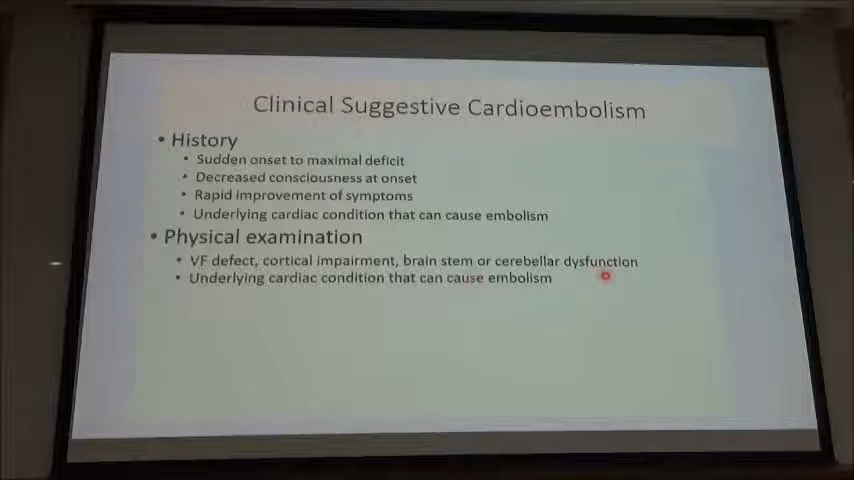 Clinical Suggestive Cardioembolism
• History
• Sudden onset to maximal deficit
• Decreased consciousness at onset
• Rapid improvement of symptoms
• Underlying cardiac condition that can cause embolism
• Physical examination
• VF defect, cortical impairment, brain stem or cerebellar dysfunction
• Underlying cardiac condition that can cause embolism